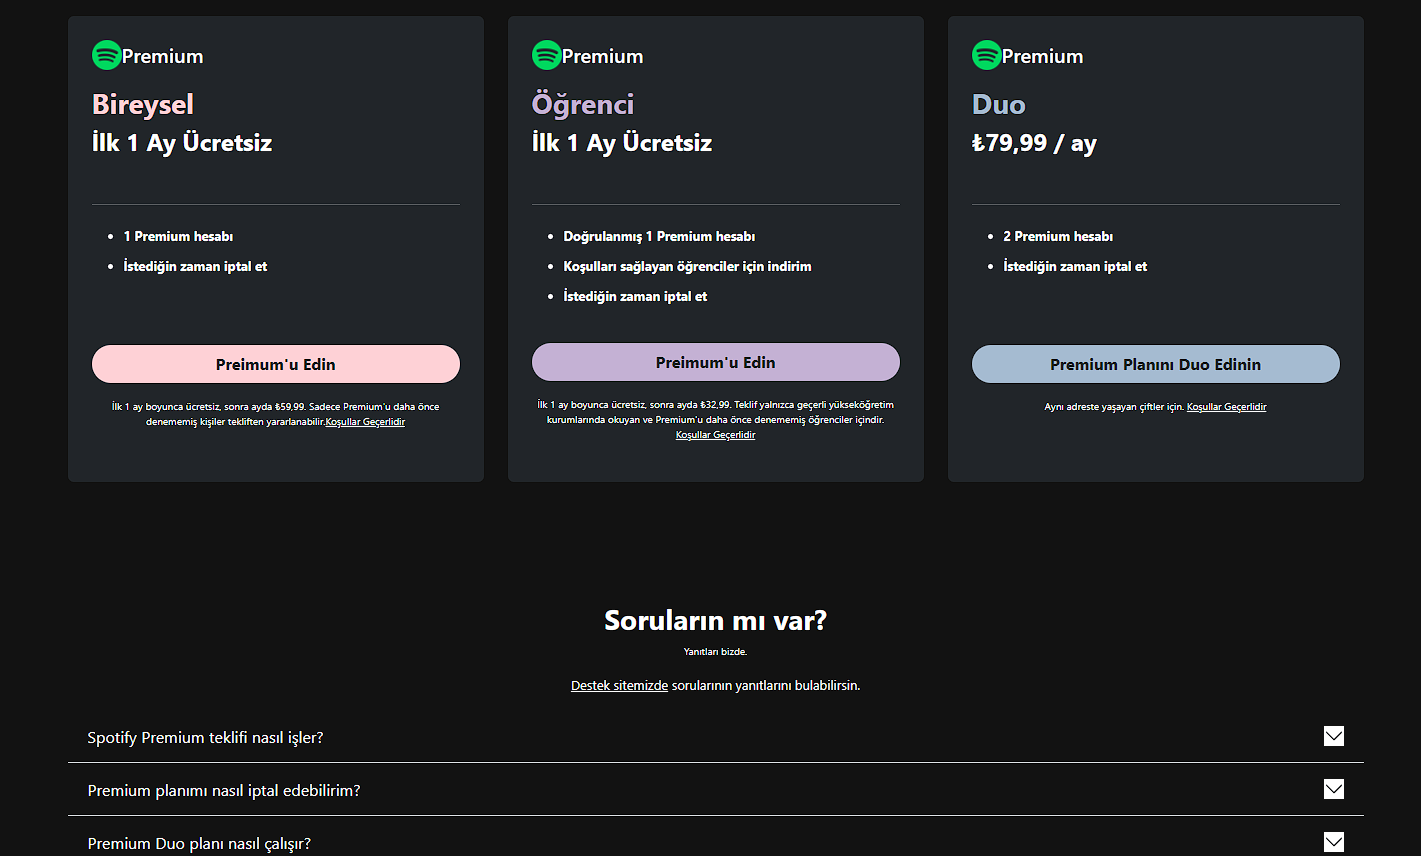 Premium
Bireysel
İlk 1 Ay Ücretsiz
1 Premium hesabı
İstediğin zaman iptal et
Preimum'u Edin
İlk 1 ay boyunca ücretsiz, sonra ayda ₺59,99. Sadece Premium'u daha önce
denememiş kişiler tekliften yararlanabilir.Koşullar Geçerlidir
Premium
Öğrenci
İlk 1 Ay Ücretsiz
Doğrulanmış 1 Premium hesabı
Koşulları sağlayan öğrenciler için indirim
İstediğin zaman iptal et
Preimum'u Edin
İlk 1 ay boyunca ücretsiz, sonra ayda ₺32,99. Teklif yalnızca geçerli yükseköğretim
kurumlarında okuyan ve Premium'u daha önce denememiş öğrenciler içindir.
Koşullar Geçerlidir
Premium
Duo
₺79,99 / ay
2 Premium hesabı
İstediğin zaman iptal et
Premium Planını Duo Edinin
Aynı adreste yaşayan çiftler için. Koşullar Geçerlidir
Soruların mı var?
Yanıtları bizde.
Destek sitemizde sorularının yanıtlarını bulabilirsin.
Spotify Premium teklifi nasıl işler?
Premium planımı nasıl iptal edebilirim?
Premium Duo planı nasıl çalışır?